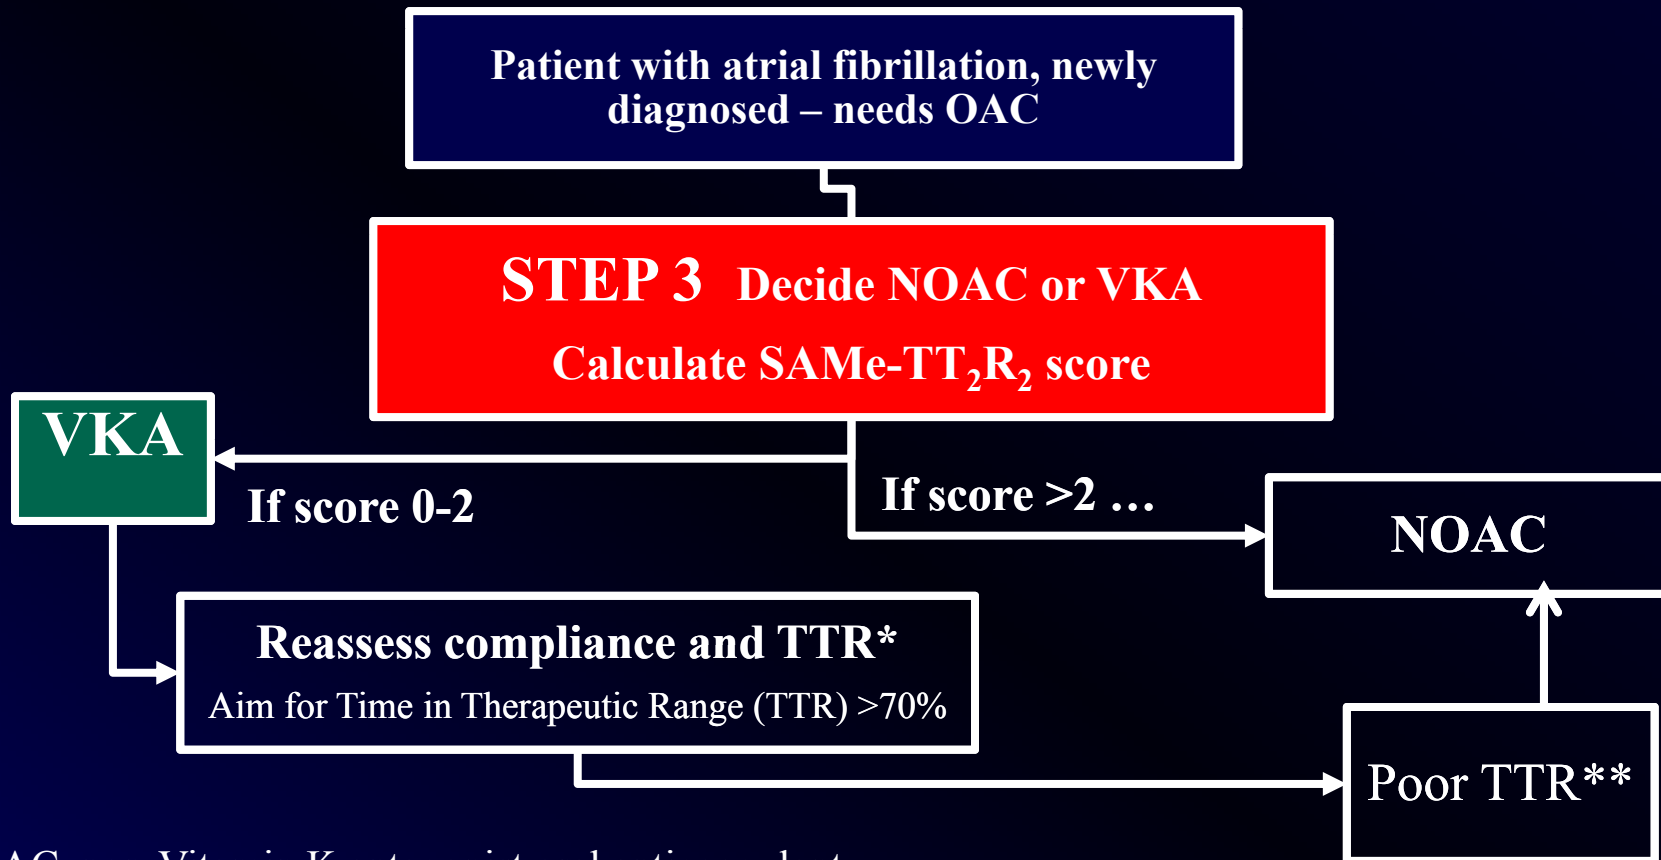 Patient with atrial fibrillation, newly
diagnosed – needs OAC
STEP 3 Decide NOAC or VKA
Calculate SAMe-TT₂R₂ score
VKA
If score 0-2
If score >2 …
NOAC
Reassess compliance and TTR*
Aim for Time in Therapeutic Range (TTR) >70%
Poor TTR**